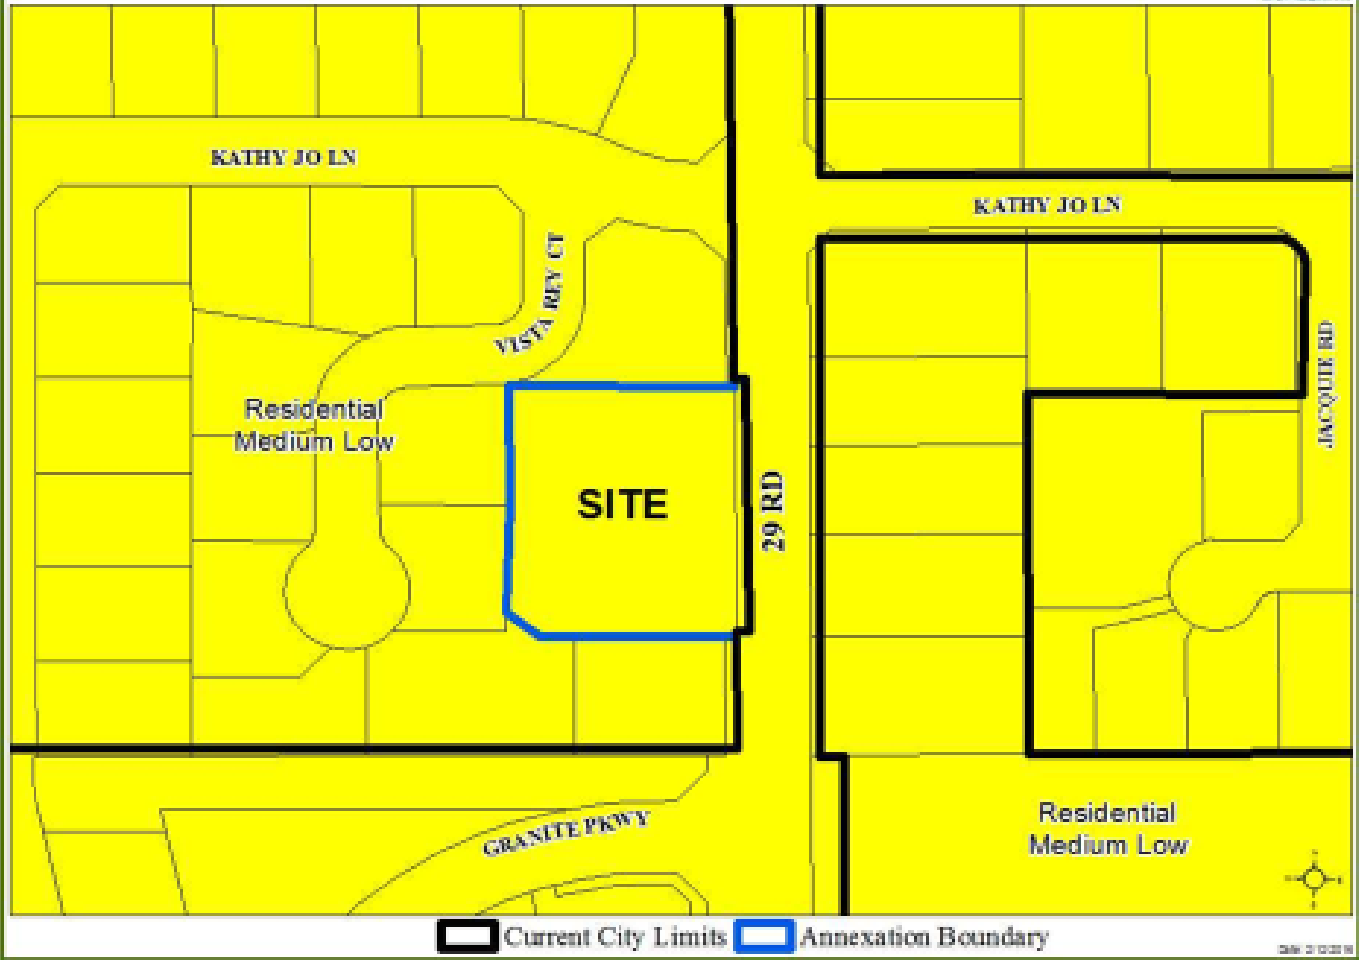 KATHY JO LN
KATHY JO LN
VISTA REY CT
JACQUIE RD
Residential
Medium Low
SITE
29 RD
Residential
Medium Low
GRANITE PKWY
Current City Limits
Annexation Boundary